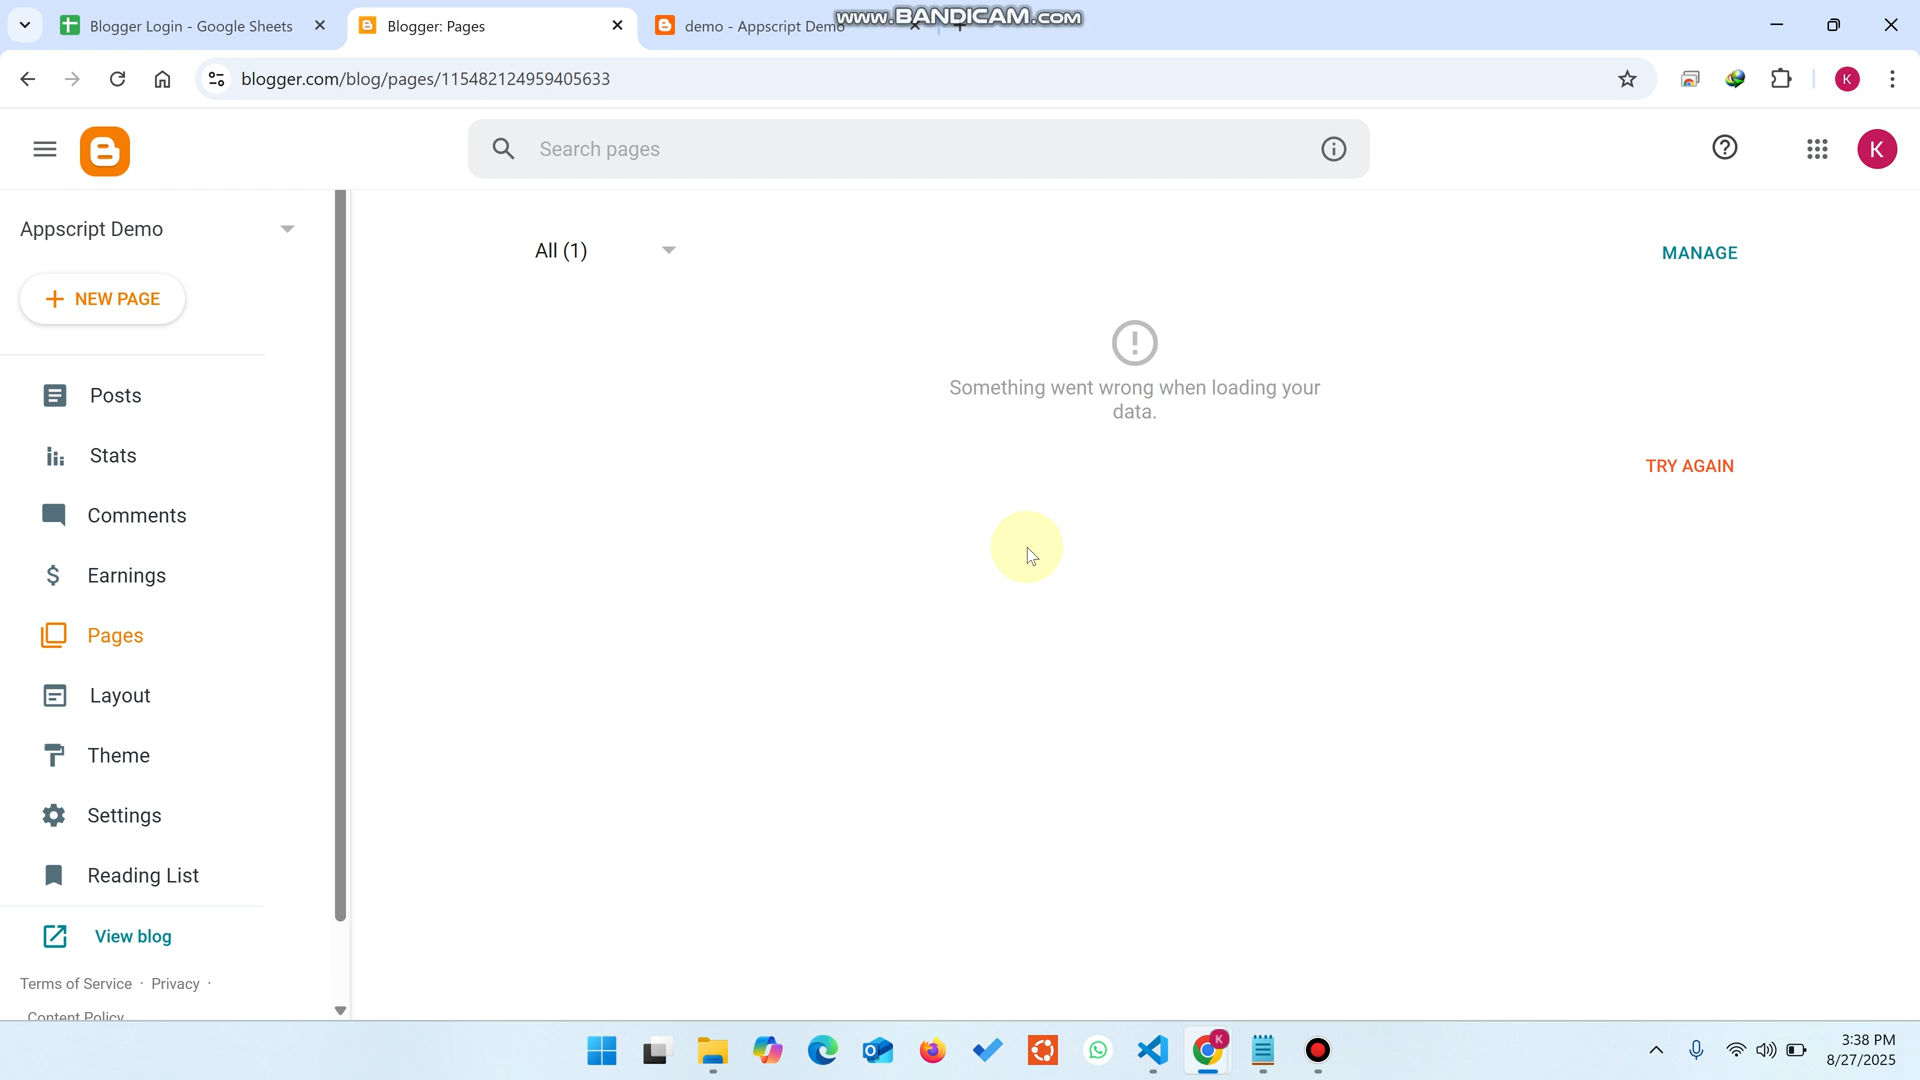 Blogger Login - Google Sheets
Blogger: Pages
demo - Appscript Demo
www.BANDICAM.com
blogger.com/blog/pages/115482124959405633
K
Search pages
K
Appscript Demo
All (1)
MANAGE
NEW PAGE
Something went wrong when loading your
data.
Posts
Stats
TRY AGAIN
Comments
Earnings
Pages
Layout
Theme
Settings
Reading List
View blog
Terms of Service · Privacy ·
Content Policy
K
3:38 PM
8/27/2025